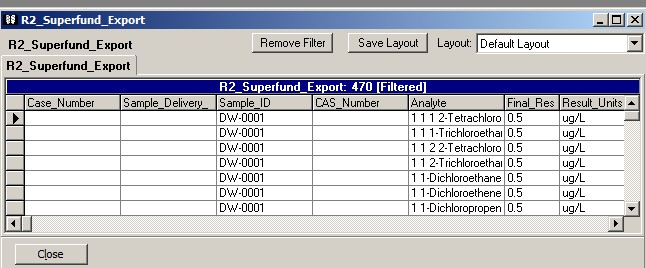 R2_Superfund_Export
R2_Superfund_Export Remove Filter Save Layout Layout: Default Layout
R2_Superfund_Export
R2_Superfund_Export: 470 [Filtered]
Case_Number Sample_Delivery_ Sample_ID CAS_Number Analyte Final_Res Result_Units
DW-0001 1 1 1 2-Tetrachloro 0.5 ug/L
DW-0001 1 1 1-Trichloroethai 0.5 ug/L
DW-0001 1 1 2 2-Tetrachloro 0.5 ug/L
DW-0001 1 1 2-Trichloroethai 0.5 ug/L
DW-0001 1 1-Dichloroethane 0.5 ug/L
DW-0001 1 1-Dichloroethene 0.5 ug/L
DW-0001 1 1-Dichloropropen 0.5 ug/L
Close